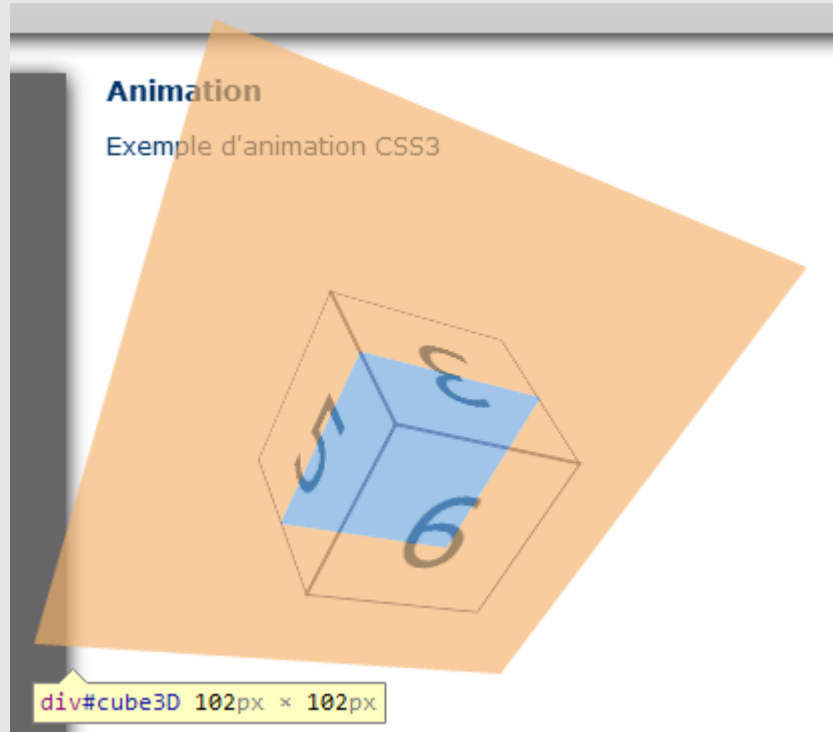 Animation
Exemple d'animation CSS3
3
5
6
div#cube3D 102px × 102px